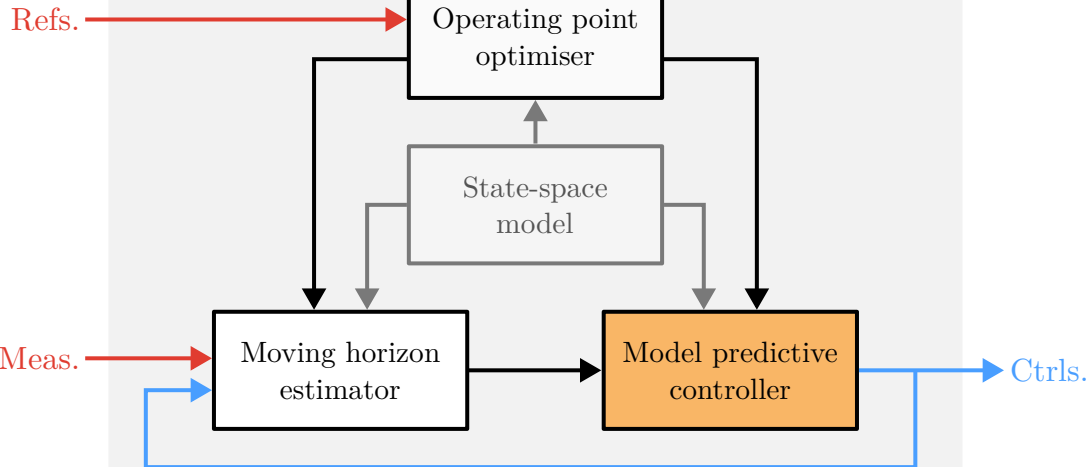 Refs.
Operating point
optimiser
State-space
model
Meas.
Moving horizon
estimator
Model predictive
controller
Ctrls.